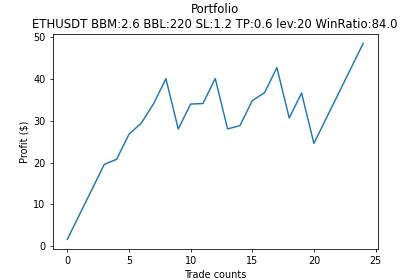 Portfolio
ETHUSDT BBM:2.6 BBL:220 SL:1.2 TP:0.6 lev:20 WinRatio:84.0
50
40
30
20
10
0
Profit ($)
0 5 10 15 20 25
Trade counts